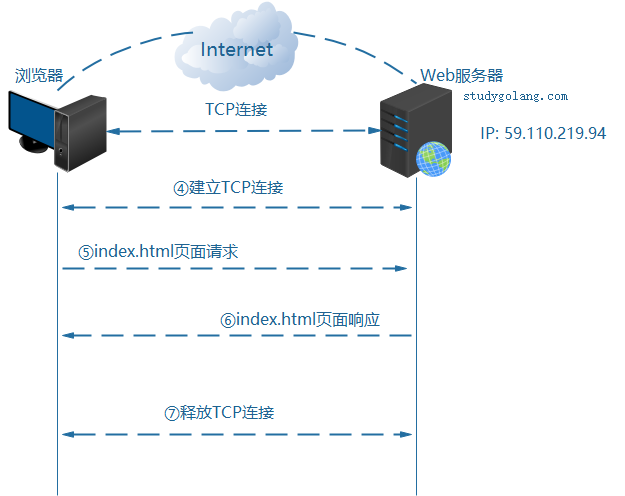 Internet
浏览器
Web服务器
studygolang.com
TCP连接
IP: 59.110.219.94
④建立TCP连接
⑤index.html页面请求
⑥index.html页面响应
⑦释放TCP连接